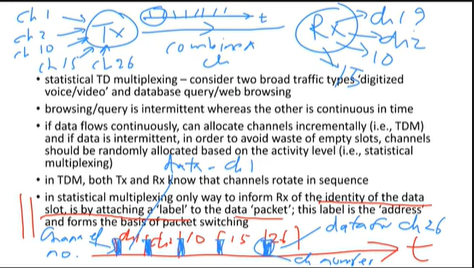 ch 1
ch 2
ch 10
ch 15 ch 26
Tx
t
combined
ch
Rx
ch 1
ch 2
10
15
• statistical TD multiplexing – consider two broad traffic types 'digitized
voice/video' and database query/web browsing
• browsing/query is intermittent whereas the other is continuous in time
• if data flows continuously, can allocate channels incrementally (i.e., TDM)
and if data is intermittent, in order to avoid waste of empty slots, channels
should be randomly allocated based on the activity level (i.e., statistical
multiplexing)
data - ch 1
• in TDM, both Tx and Rx know that channels rotate in sequence
• in statistical multiplexing only way to inform Rx of the identity of the data
slot, is by attaching a 'label' to the data 'packet'; this label is the 'address'
and forms the basis of packet switching
data for ch 26
Channel
no.
10
15
26
t
ch number